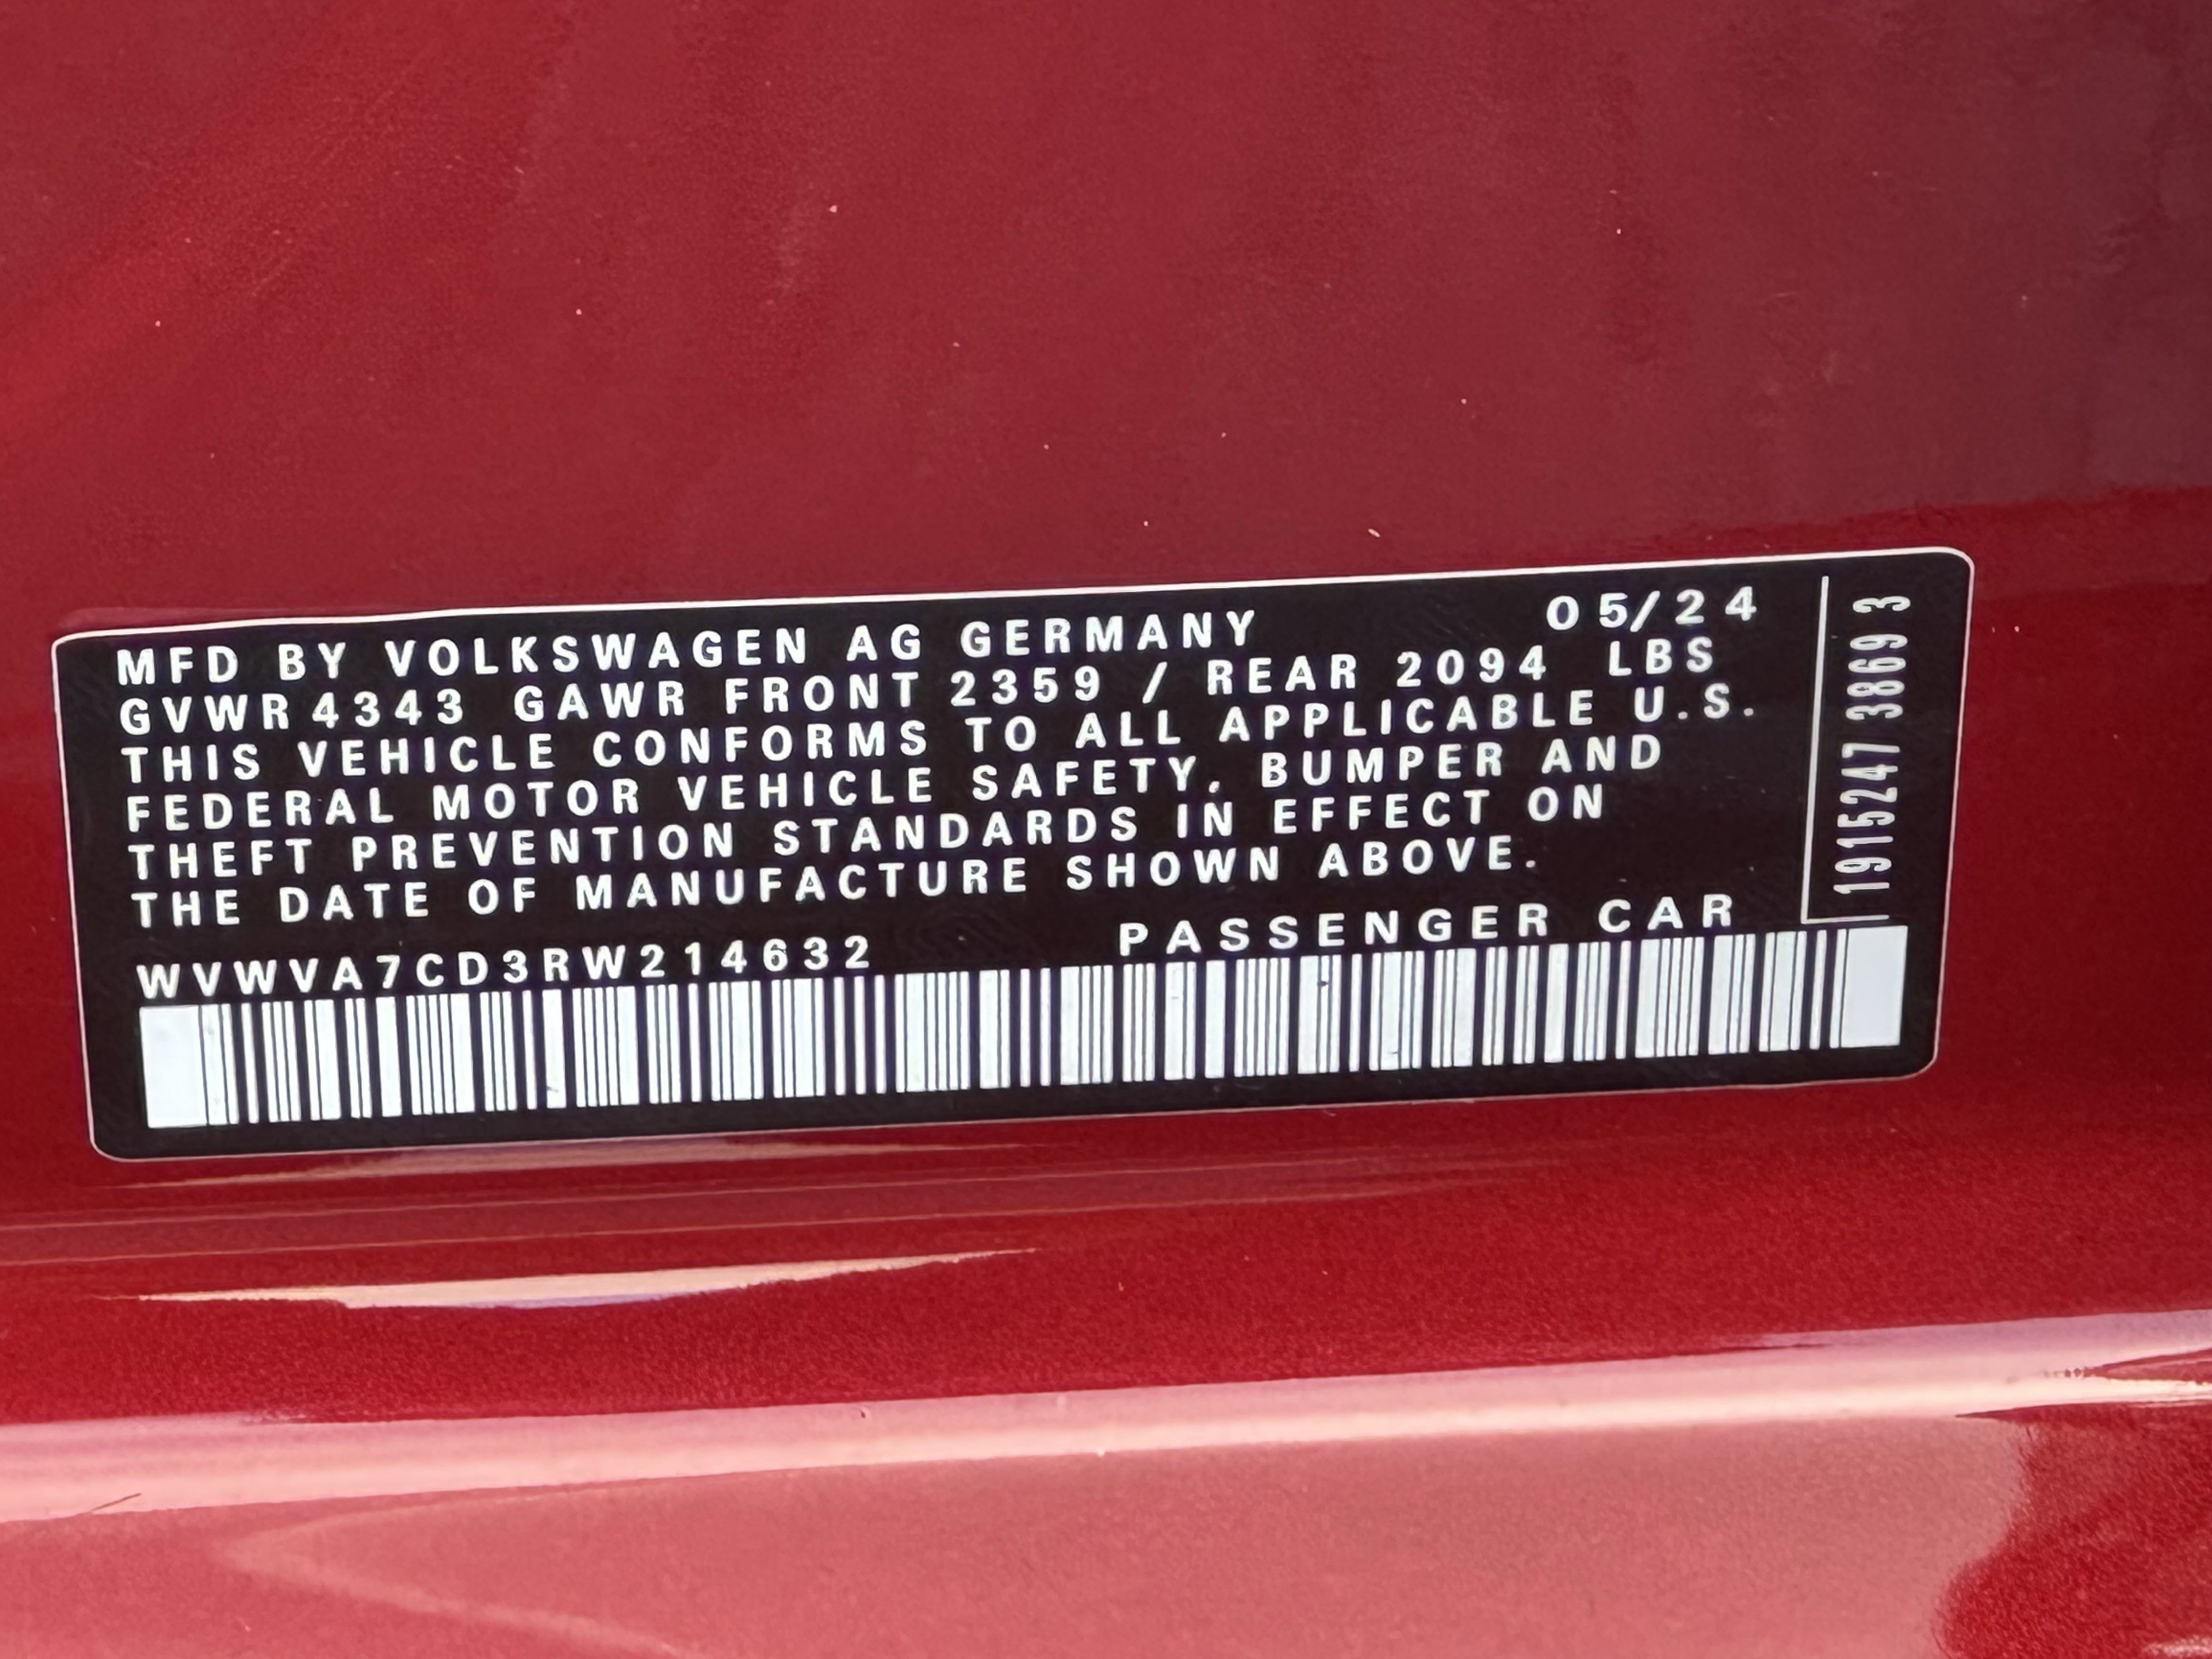 MFD BY VOLKSWAGEN AG GERMANY 05/24
GVWR 4343 GAWR FRONT 2359 / REAR 2094 LBS
THIS VEHICLE CONFORMS TO ALL APPLICABLE U.S.
FEDERAL MOTOR VEHICLE SAFETY, BUMPER AND
THEFT PREVENTION STANDARDS IN EFFECT ON
THE DATE OF MANUFACTURE SHOWN ABOVE.
WVWVA7CD3RW214632 PASSENGER CAR
1915247 3869 3